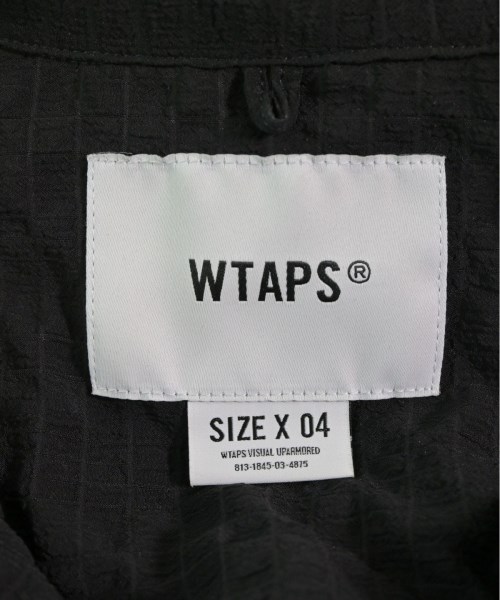 WTAPS®
SIZE X 04
WTAPS VISUAL UPARMORED
813-1845-03-4875